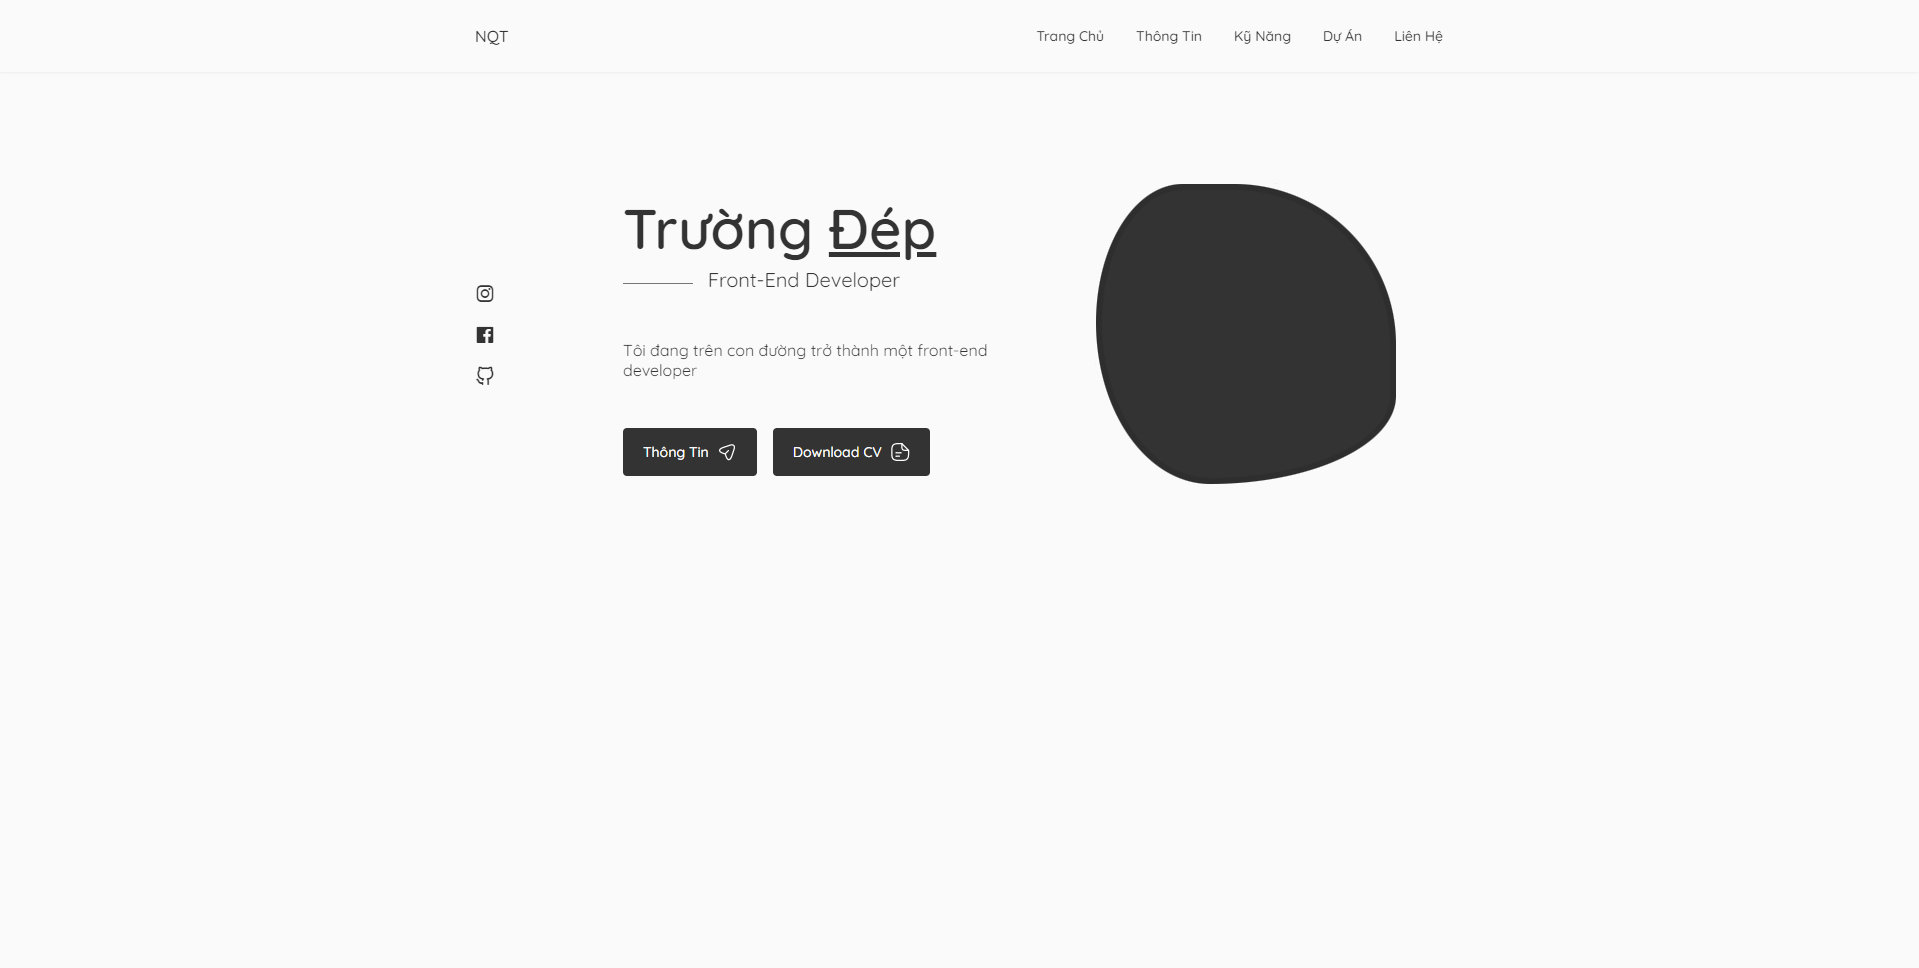 NQT
Trang Chủ
Thông Tin
Kỹ Năng
Dự Án
Liên Hệ
Trường Đép
Front-End Developer
Tôi đang trên con đường trở thành một front-end
developer
Thông Tin
Download CV